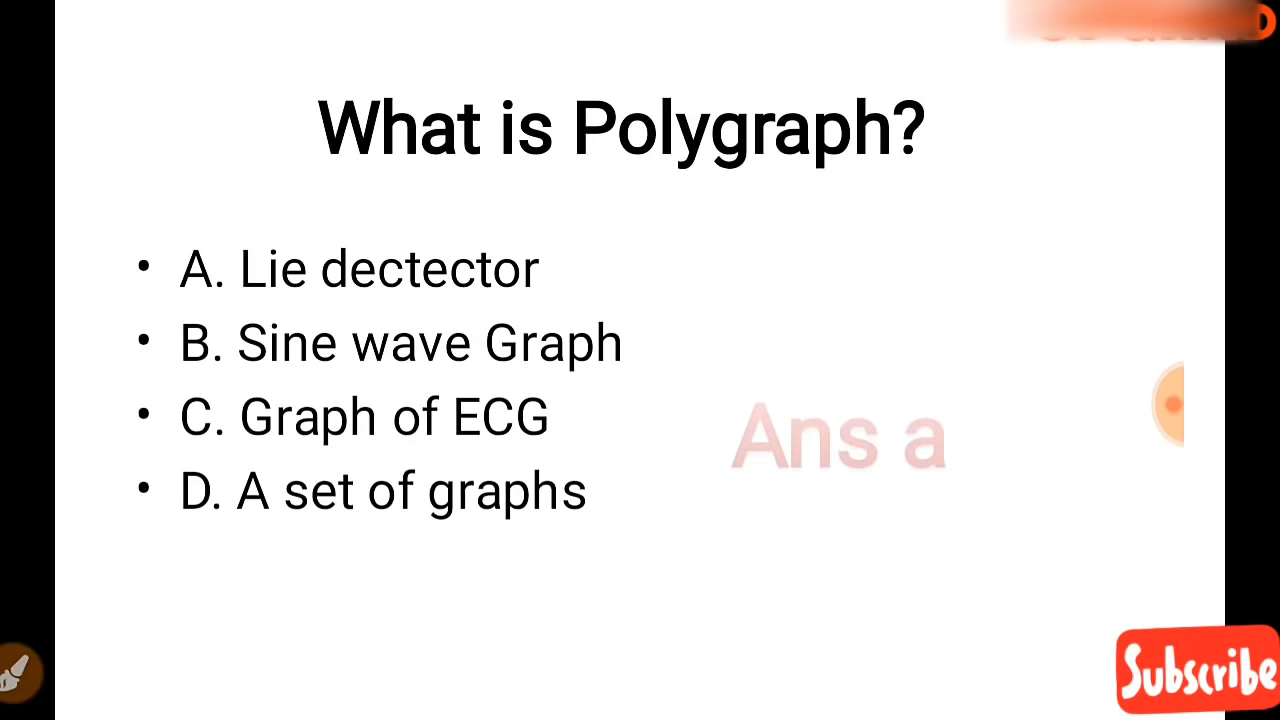 What is Polygraph?
• A. Lie dectector
• B. Sine wave Graph
• C. Graph of ECG
• D. A set of graphs
Ans a
Subscribe